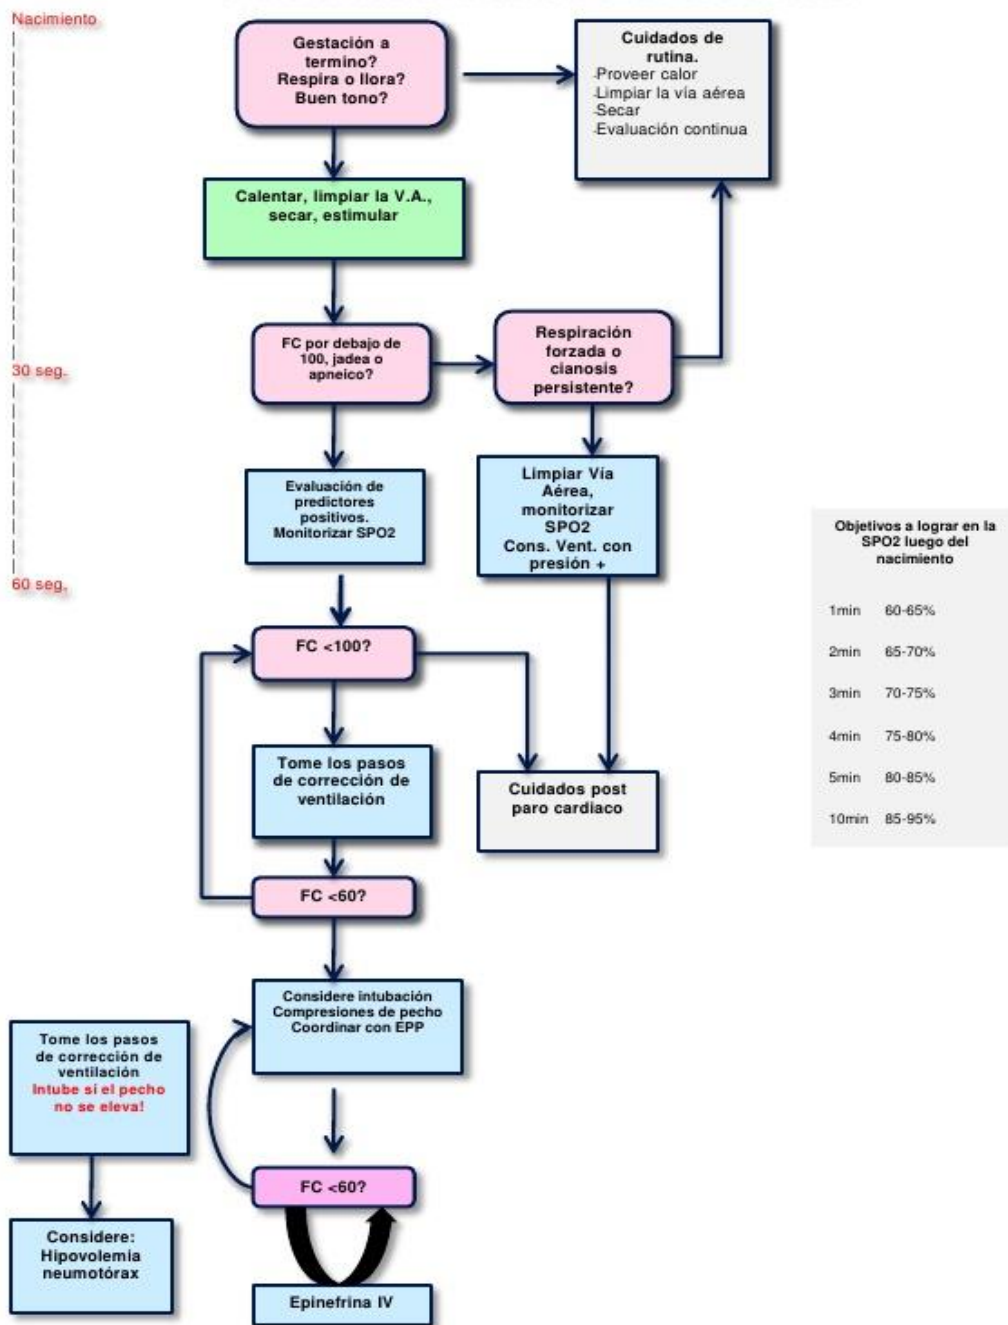 Nacimiento
Gestación a
termino?
Respira o llora?
Buen tono?
Cuidados de
rutina.
-Proveer calor
-Limpiar la vía aérea
-Secar
-Evaluación continua
Calentar, limpiar la V.A.,
secar, estimular
30 seg.
FC por debajo de
100, jadea o
apneico?
Respiración
forzada o
cianosis
persistente?
Evaluación de
predictores
positivos.
Monitorizar SPO2
Limpiar Vía
Aérea,
monitorizar
SPO2
Cons. Vent. con
presión +
60 seg.
Objetivos a lograr en la
SPO2 luego del
nacimiento
1min 60-65%
2min 65-70%
3min 70-75%
4min 75-80%
5min 80-85%
10min 85-95%
FC <100?
Tome los pasos
de corrección de
ventilación
Cuidados post
paro cardiaco
FC <60?
Considere intubación
Compresiones de pecho
Coordinar con EPP
Tome los pasos
de corrección de
ventilación
Intube sí el pecho
no se eleva!
FC <60?
Considere:
Hipovolemia
neumotórax
Epinefrina IV